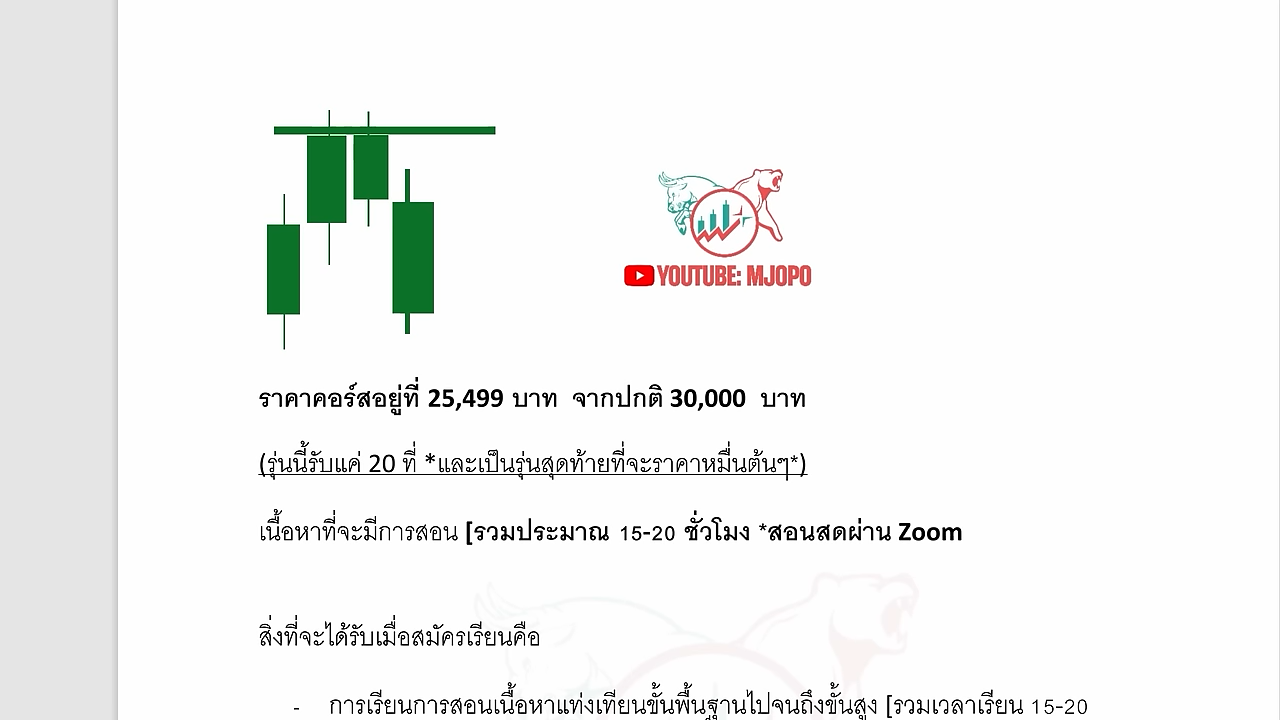 YOUTUBE: MJOPO
ราคาคอร์สอยู่ที่ 25,499 บาท จากปกติ 30,000 บาท
(รุ่นนี้รับแค่ 20 ที่ *และเป็นรุ่นสุดท้ายที่จะราคาหมื่นต้นๆ*)
เนื้อหาที่จะมีการสอน [รวมประมาณ 15-20 ชั่วโมง *สอนสดผ่าน Zoom
สิ่งที่จะได้รับเมื่อสมัครเรียนคือ
- การเรียนการสอนเนื้อหาแท่งเทียนขั้นพื้นฐานไปจนถึงขั้นสูง [รวมเวลาเรียน 15-20